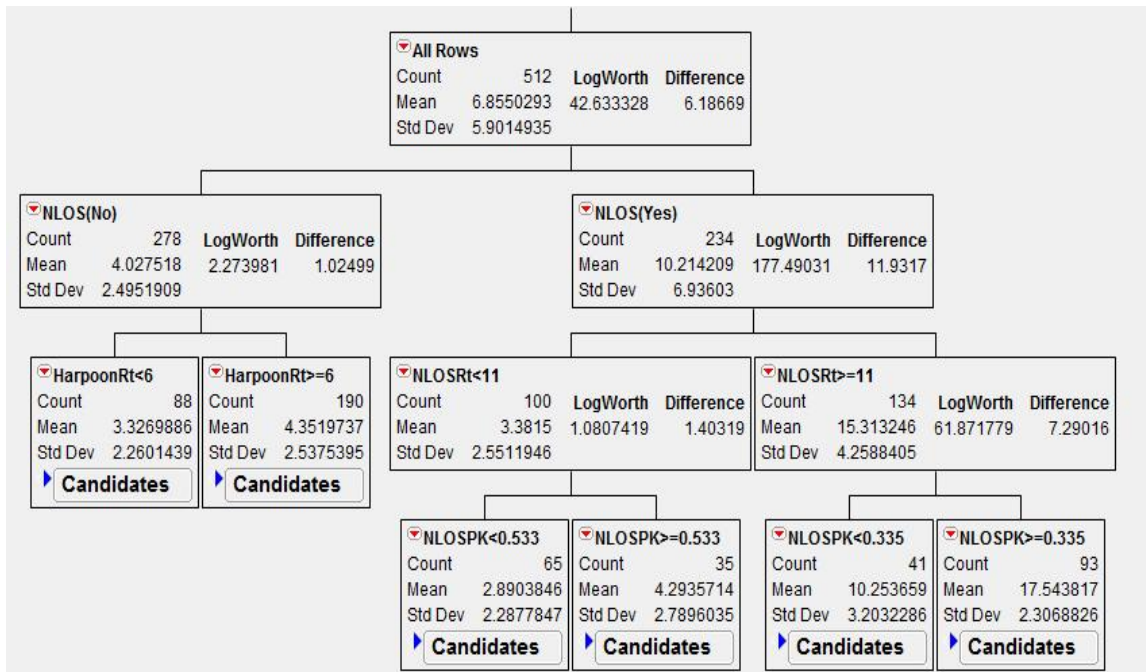 All Rows
Count 512 LogWorth Difference
Mean 6.8550293 42.633328 6.18669
Std Dev 5.9014935
NLOS(No)
Count 278 LogWorth Difference
Mean 4.027518 2.273981 1.02499
Std Dev 2.4951909
NLOS(Yes)
Count 234 LogWorth Difference
Mean 10.214209 177.49031 11.9317
Std Dev 6.93603
HarpoonRt<6
Count 88
Mean 3.3269886
Std Dev 2.2601439
Candidates
HarpoonRt>=6
Count 190
Mean 4.3519737
Std Dev 2.5375395
Candidates
NLOSRt<11
Count 100 LogWorth Difference
Mean 3.3815 1.0807419 1.40319
Std Dev 2.5511946
NLOSRt>=11
Count 134 LogWorth Difference
Mean 15.313246 61.871779 7.29016
Std Dev 4.2588405
NLOSPK<0.533
Count 65
Mean 2.8903846
Std Dev 2.2877847
Candidates
NLOSPK>=0.533
Count 35
Mean 4.2935714
Std Dev 2.7896035
Candidates
NLOSPK<0.335
Count 41
Mean 10.253659
Std Dev 3.2032286
Candidates
NLOSPK>=0.335
Count 93
Mean 17.543817
Std Dev 2.3068826
Candidates